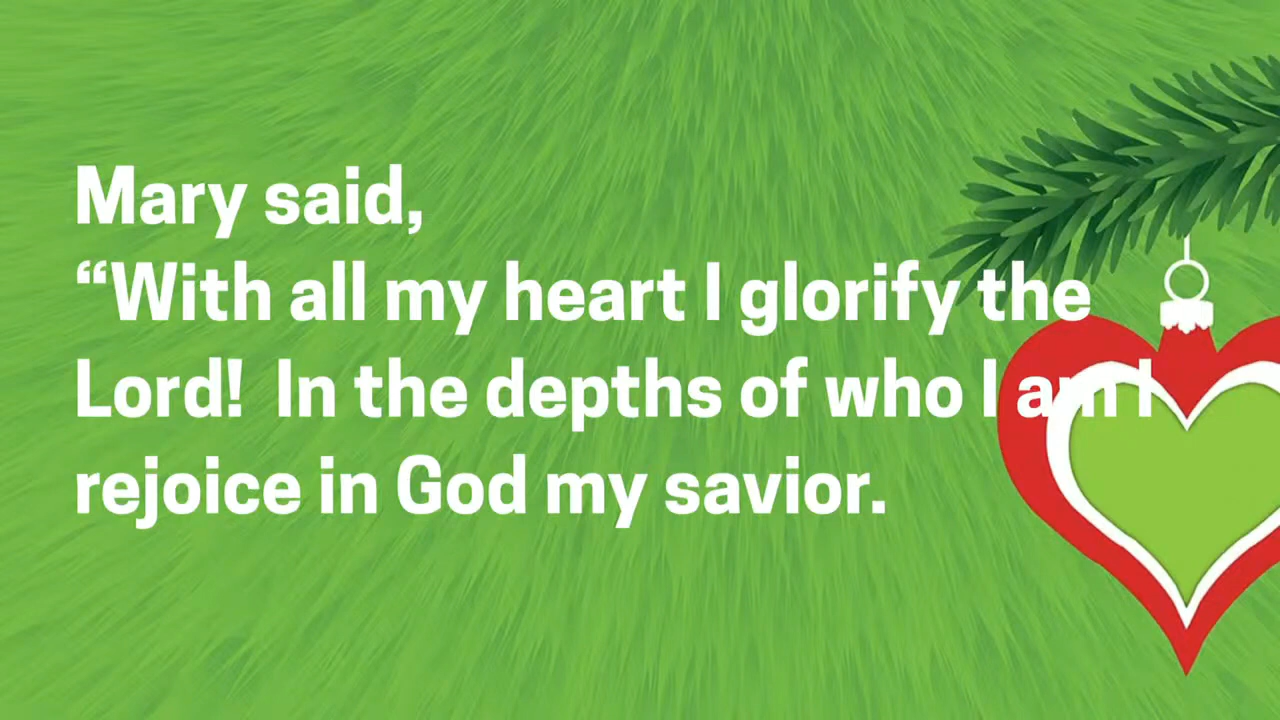 Mary said,
“With all my heart I glorify the
Lord!  In the depths of who I am I
rejoice in God my savior.